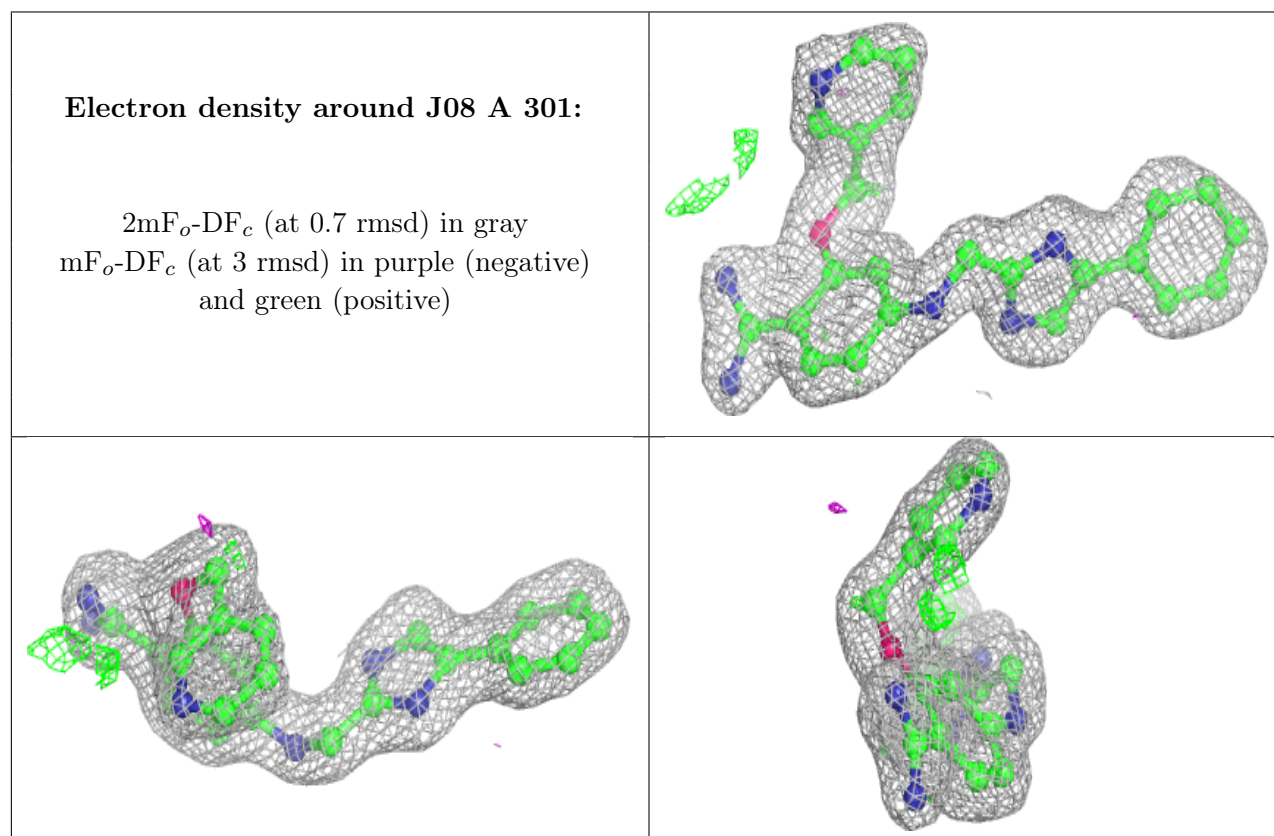 Electron density around J08 A 301:
2mFₒ-DF𝑐 (at 0.7 rmsd) in gray
mFₒ-DF𝑐 (at 3 rmsd) in purple (negative)
and green (positive)